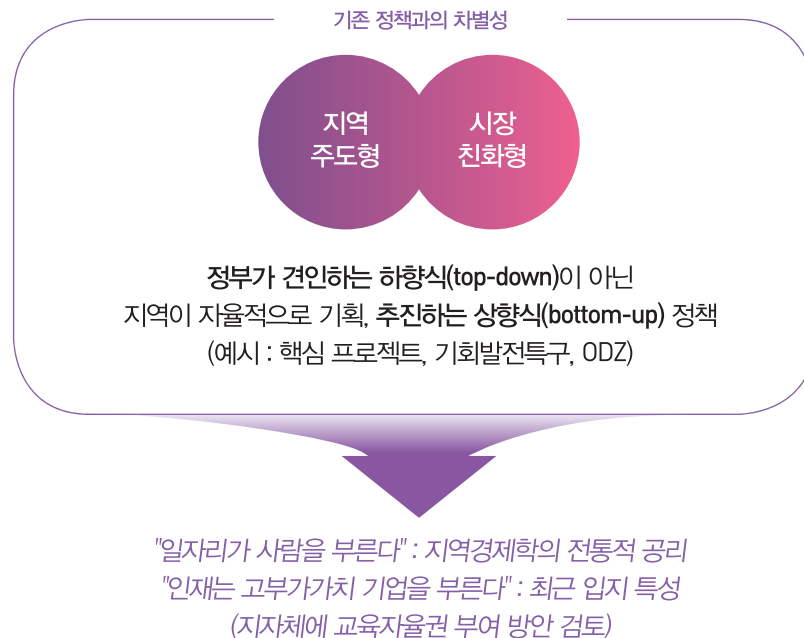 기존 정책과의 차별성
지역
주도형
시장
친화형
정부가 견인하는 하향식(top-down)이 아닌
지역이 자율적으로 기획, 추진하는 상향식(bottom-up) 정책
(예시 : 핵심 프로젝트, 기회발전특구, ODZ)
"일자리가 사람을 부른다" : 지역경제학의 전통적 공리
"인재는 고부가가치 기업을 부른다" : 최근 입지 특성
(지자체에 교육자율권 부여 방안 검토)